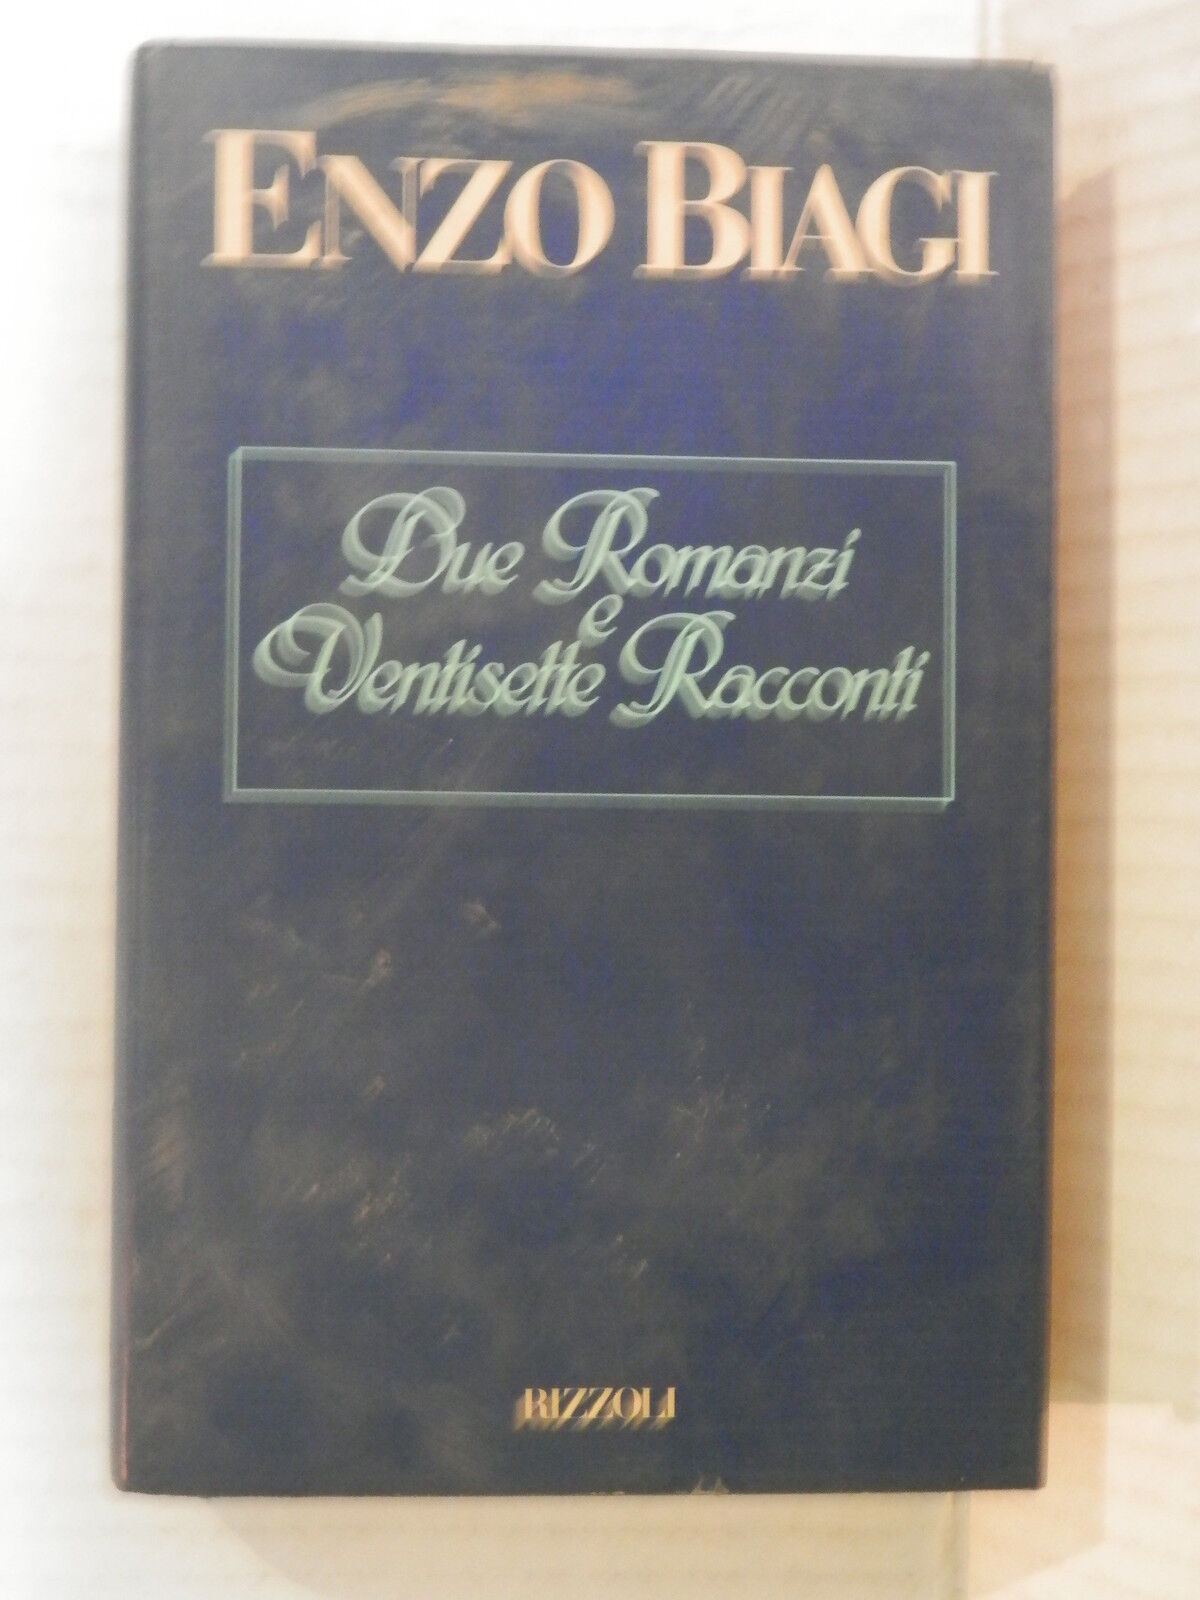 ENZO BIAGI
Due Romanzi
e
Ventisette Racconti
RIZZOLI